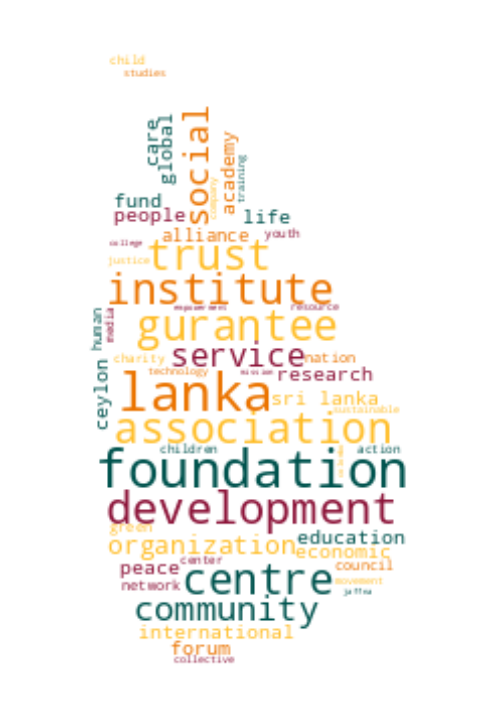 child
studies
care
global
social
academy
training
company
fund
people
life
college
alliance
youth
justice
trust
institute
empowerment
resource
human
media
gurantee
service
nation
charity
technology
mission
research
ceylon
lanka
sri lanka
sustainable
association
children
action
foundation
development
green
education
organization
economic
center
peace
council
network
centre
movement
jaffna
community
international
forum
collective